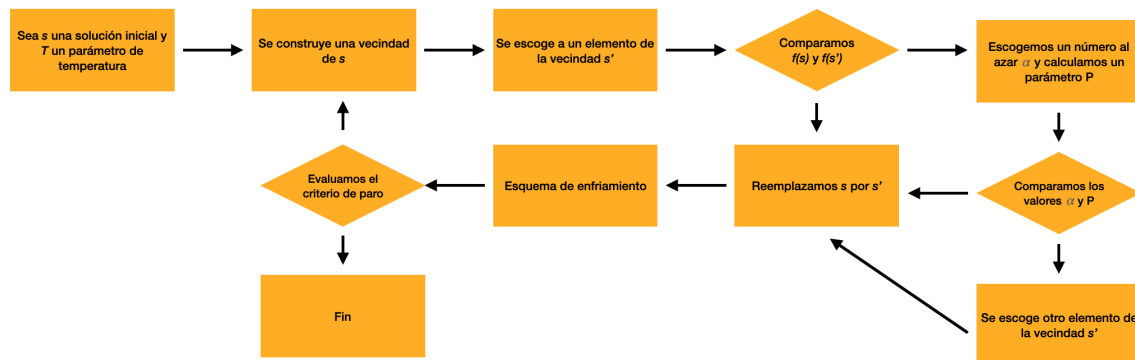 Sea s una solución inicial y
T un parámetro de
temperatura
Se construye una vecindad
de s
Se escoge a un elemento de
la vecindad s'
Comparamos
f(s) y f(s')
Escogemos un número al
azar α y calculamos un
parámetro P
Evaluamos el
criterio de paro
Esquema de enfriamiento
Reemplazamos s por s'
Comparamos los
valores α y P
Fin
Se escoge otro elemento de
la vecindad s'